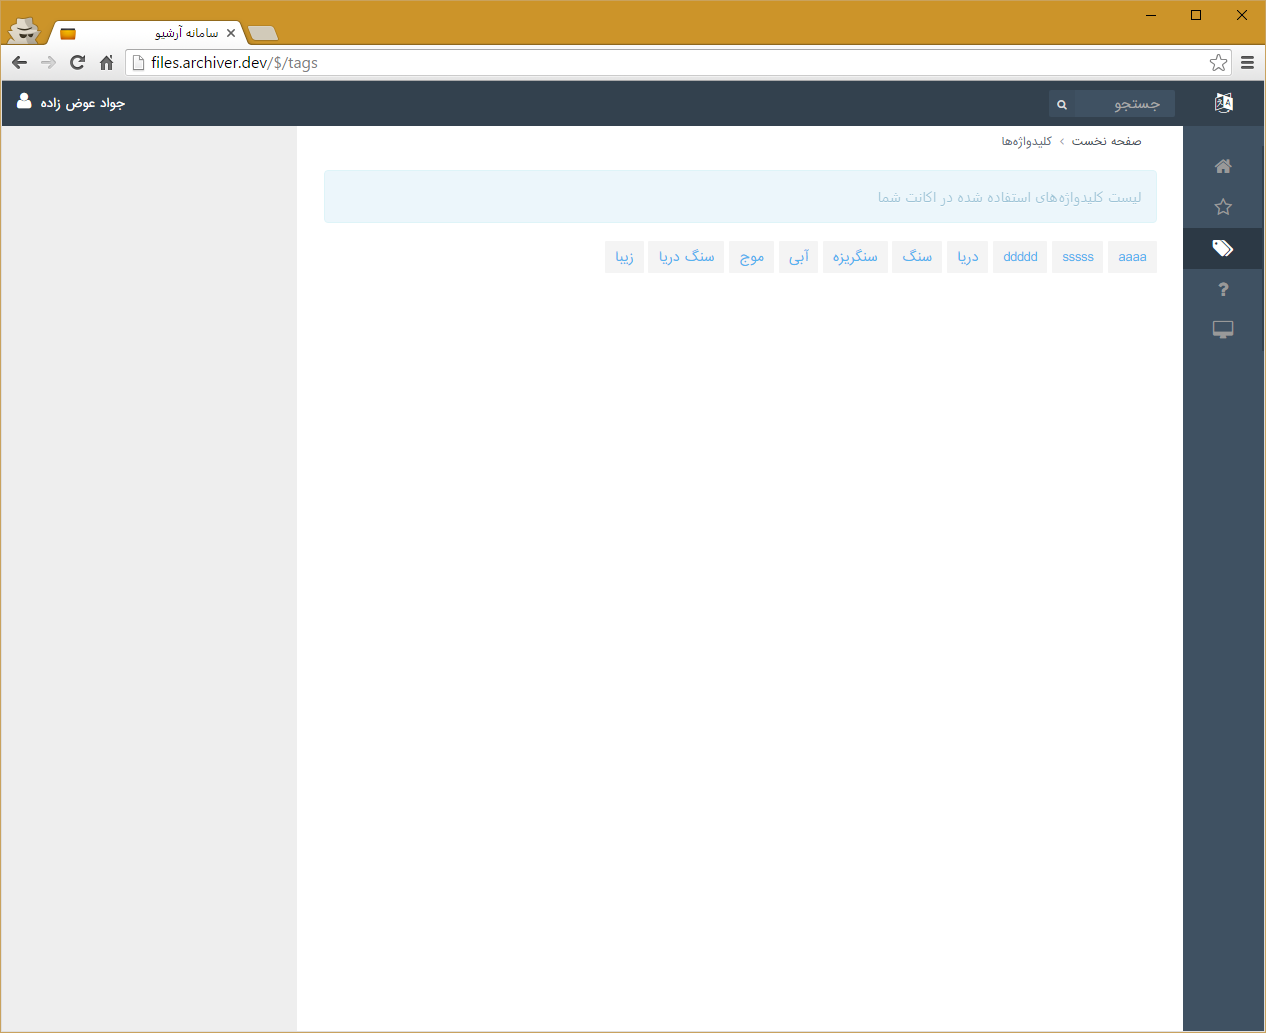 سامانه آرشیو
files.archiver.dev/$/tags
جستجو
جواد عوض زاده
صفحه نخست › کلیدواژه‌ها
لیست کلیدواژه‌های استفاده شده در اکانت شما
aaaa sssss ddddd دریا سنگ سنگریزه آبی موج سنگ دریا زیبا